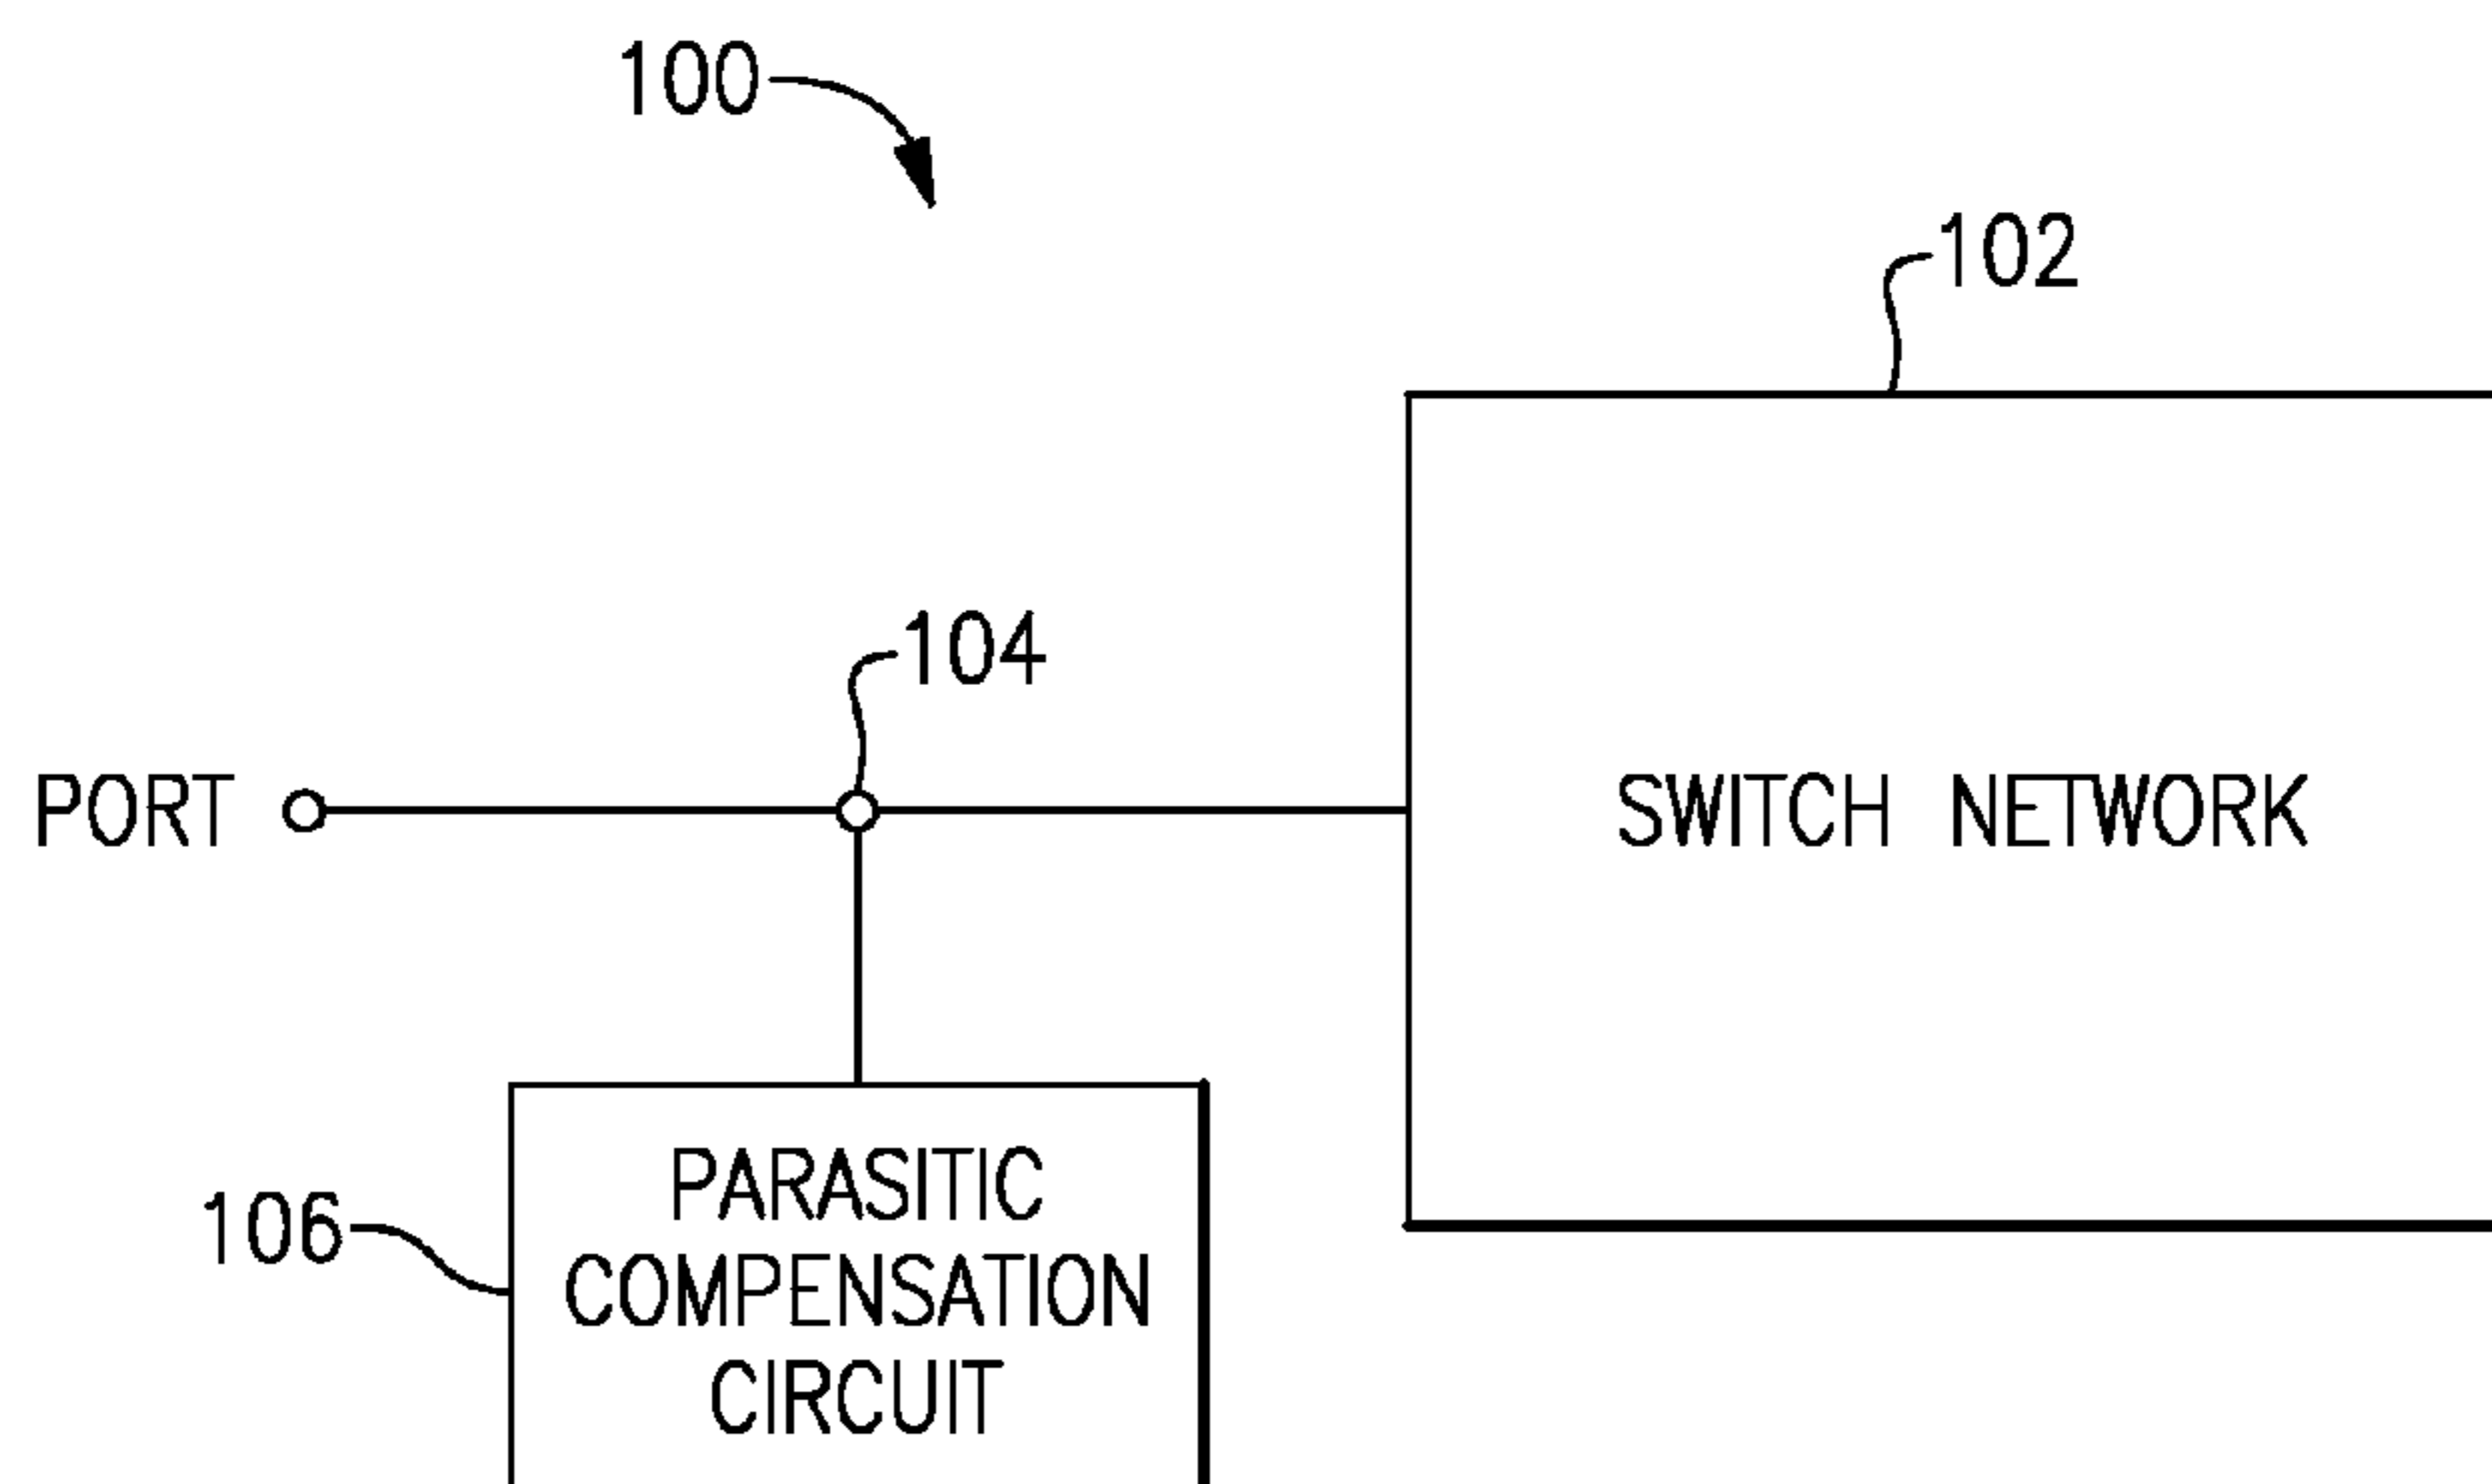 100
102
104
PORT
SWITCH NETWORK
106
PARASITIC
COMPENSATION
CIRCUIT